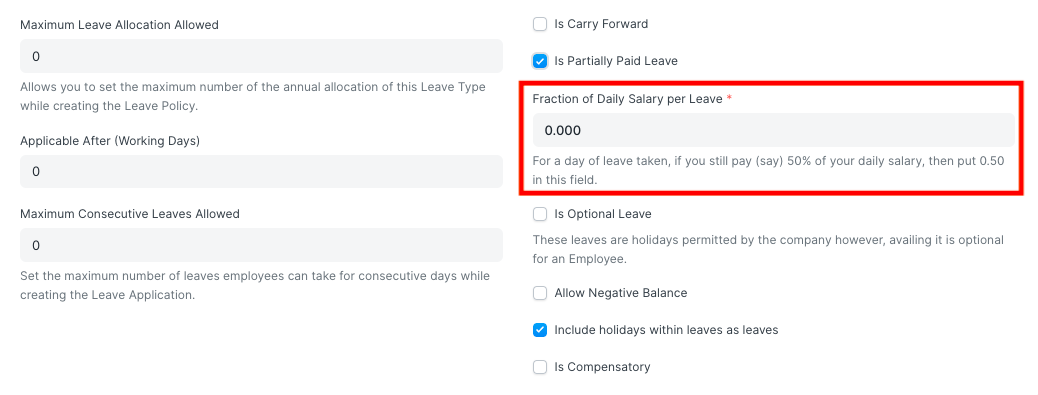 Maximum Leave Allocation Allowed
0
Allows you to set the maximum number of the annual allocation of this Leave Type
while creating the Leave Policy.
Applicable After (Working Days)
0
Maximum Consecutive Leaves Allowed
0
Set the maximum number of leaves employees can take for consecutive days while
creating the Leave Application.
Is Carry Forward
Is Partially Paid Leave
Fraction of Daily Salary per Leave *
0.000
For a day of leave taken, if you still pay (say) 50% of your daily salary, then put 0.50
in this field.
Is Optional Leave
These leaves are holidays permitted by the company however, availing it is optional
for an Employee.
Allow Negative Balance
Include holidays within leaves as leaves
Is Compensatory